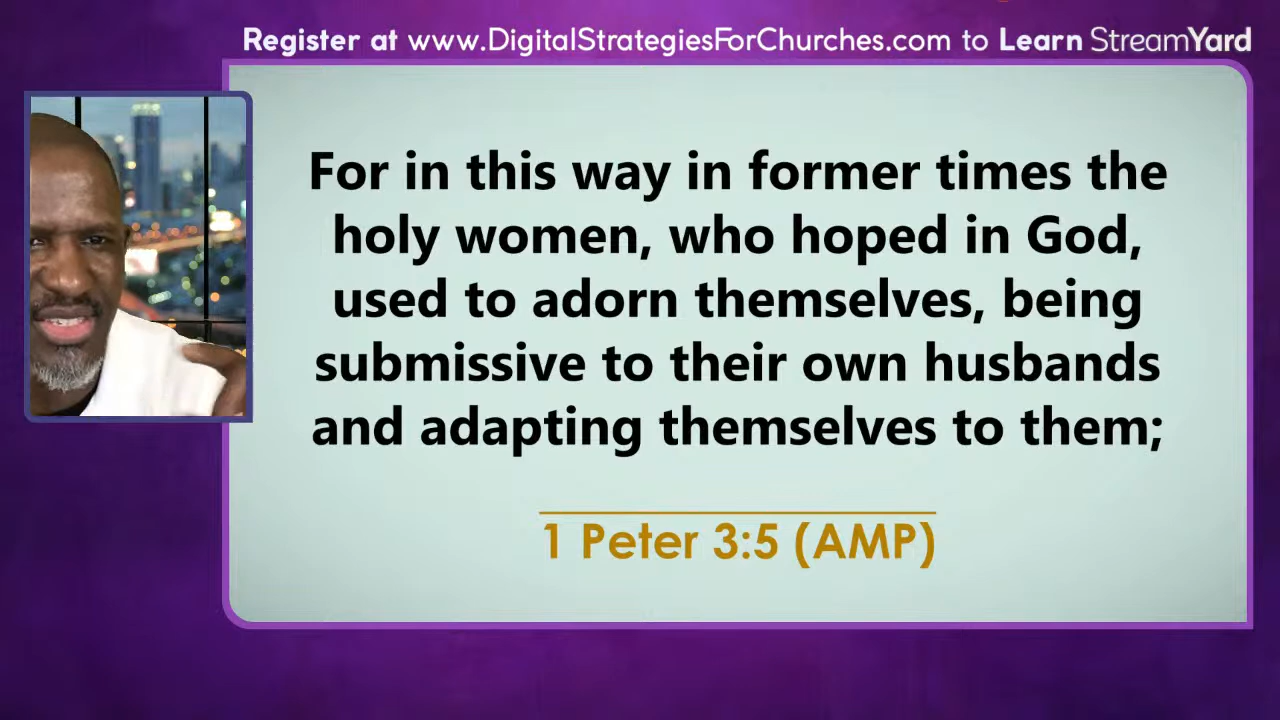 Register at www.DigitalStrategiesForChurches.com to Learn StreamYard
For in this way in former times the
holy women, who hoped in God,
used to adorn themselves, being
submissive to their own husbands
and adapting themselves to them;
1 Peter 3:5 (AMP)